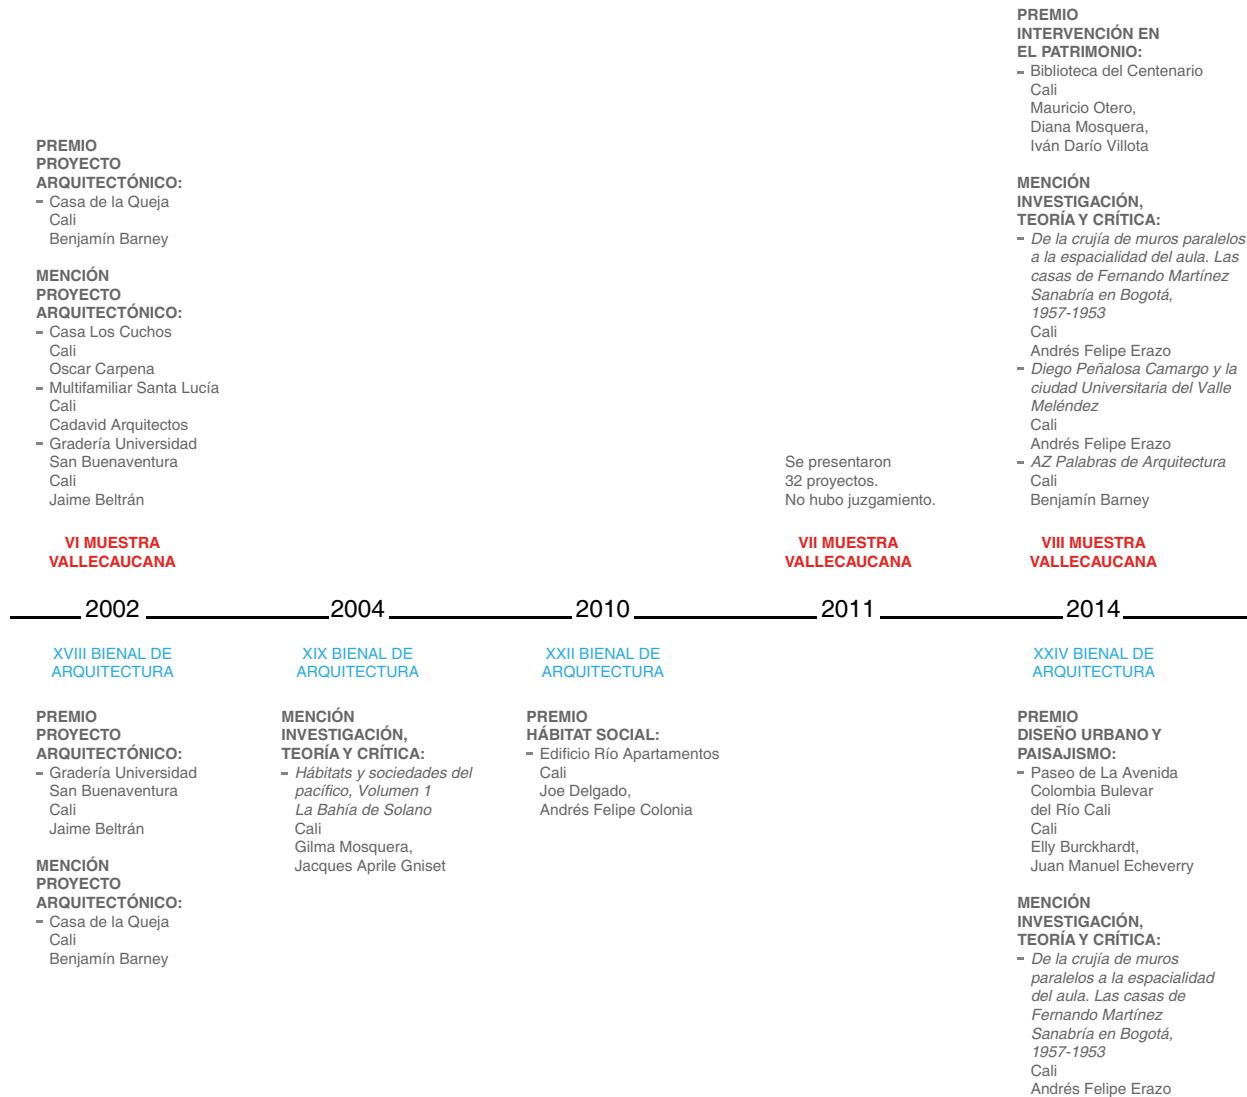 PREMIO
PROYECTO
ARQUITECTÓNICO:
- Casa de la Queja
Cali
Benjamín Barney
MENCIÓN
PROYECTO
ARQUITECTÓNICO:
- Casa Los Cuchos
Cali
Oscar Carpena
- Multifamiliar Santa Lucía
Cali
Cadavid Arquitectos
- Gradería Universidad
San Buenaventura
Cali
Jaime Beltrán
VI MUESTRA
VALLECAUCANA
Se presentaron
32 proyectos.
No hubo juzgamiento.
VII MUESTRA
VALLECAUCANA
PREMIO
INTERVENCIÓN EN
EL PATRIMONIO:
- Biblioteca del Centenario
Cali
Mauricio Otero,
Diana Mosquera,
Iván Darío Villota
MENCIÓN
INVESTIGACIÓN,
TEORÍA Y CRÍTICA:
- De la crujía de muros paralelos
a la espacialidad del aula. Las
casas de Fernando Martínez
Sanabría en Bogotá,
1957-1953
Cali
Andrés Felipe Erazo
- Diego Peñalosa Camargo y la
ciudad Universitaria del Valle
Meléndez
Cali
Andrés Felipe Erazo
- AZ Palabras de Arquitectura
Cali
Benjamín Barney
VIII MUESTRA
VALLECAUCANA
2002 2004 2010 2011 2014
XVIII BIENAL DE
ARQUITECTURA
PREMIO
PROYECTO
ARQUITECTÓNICO:
- Gradería Universidad
San Buenaventura
Cali
Jaime Beltrán
MENCIÓN
PROYECTO
ARQUITECTÓNICO:
- Casa de la Queja
Cali
Benjamín Barney
XIX BIENAL DE
ARQUITECTURA
MENCIÓN
INVESTIGACIÓN,
TEORÍA Y CRÍTICA:
- Hábitats y sociedades del
pacífico, Volumen 1
La Bahía de Solano
Cali
Gilma Mosquera,
Jacques Aprile Gniset
XXII BIENAL DE
ARQUITECTURA
PREMIO
HÁBITAT SOCIAL:
- Edificio Río Apartamentos
Cali
Joe Delgado,
Andrés Felipe Colonia
XXIV BIENAL DE
ARQUITECTURA
PREMIO
DISEÑO URBANO Y
PAISAJISMO:
- Paseo de La Avenida
Colombia Bulevar
del Río Cali
Cali
Elly Burckhardt,
Juan Manuel Echeverry
MENCIÓN
INVESTIGACIÓN,
TEORÍA Y CRÍTICA:
- De la crujía de muros
paralelos a la espacialidad
del aula. Las casas de
Fernando Martínez
Sanabría en Bogotá,
1957-1953
Cali
Andrés Felipe Erazo